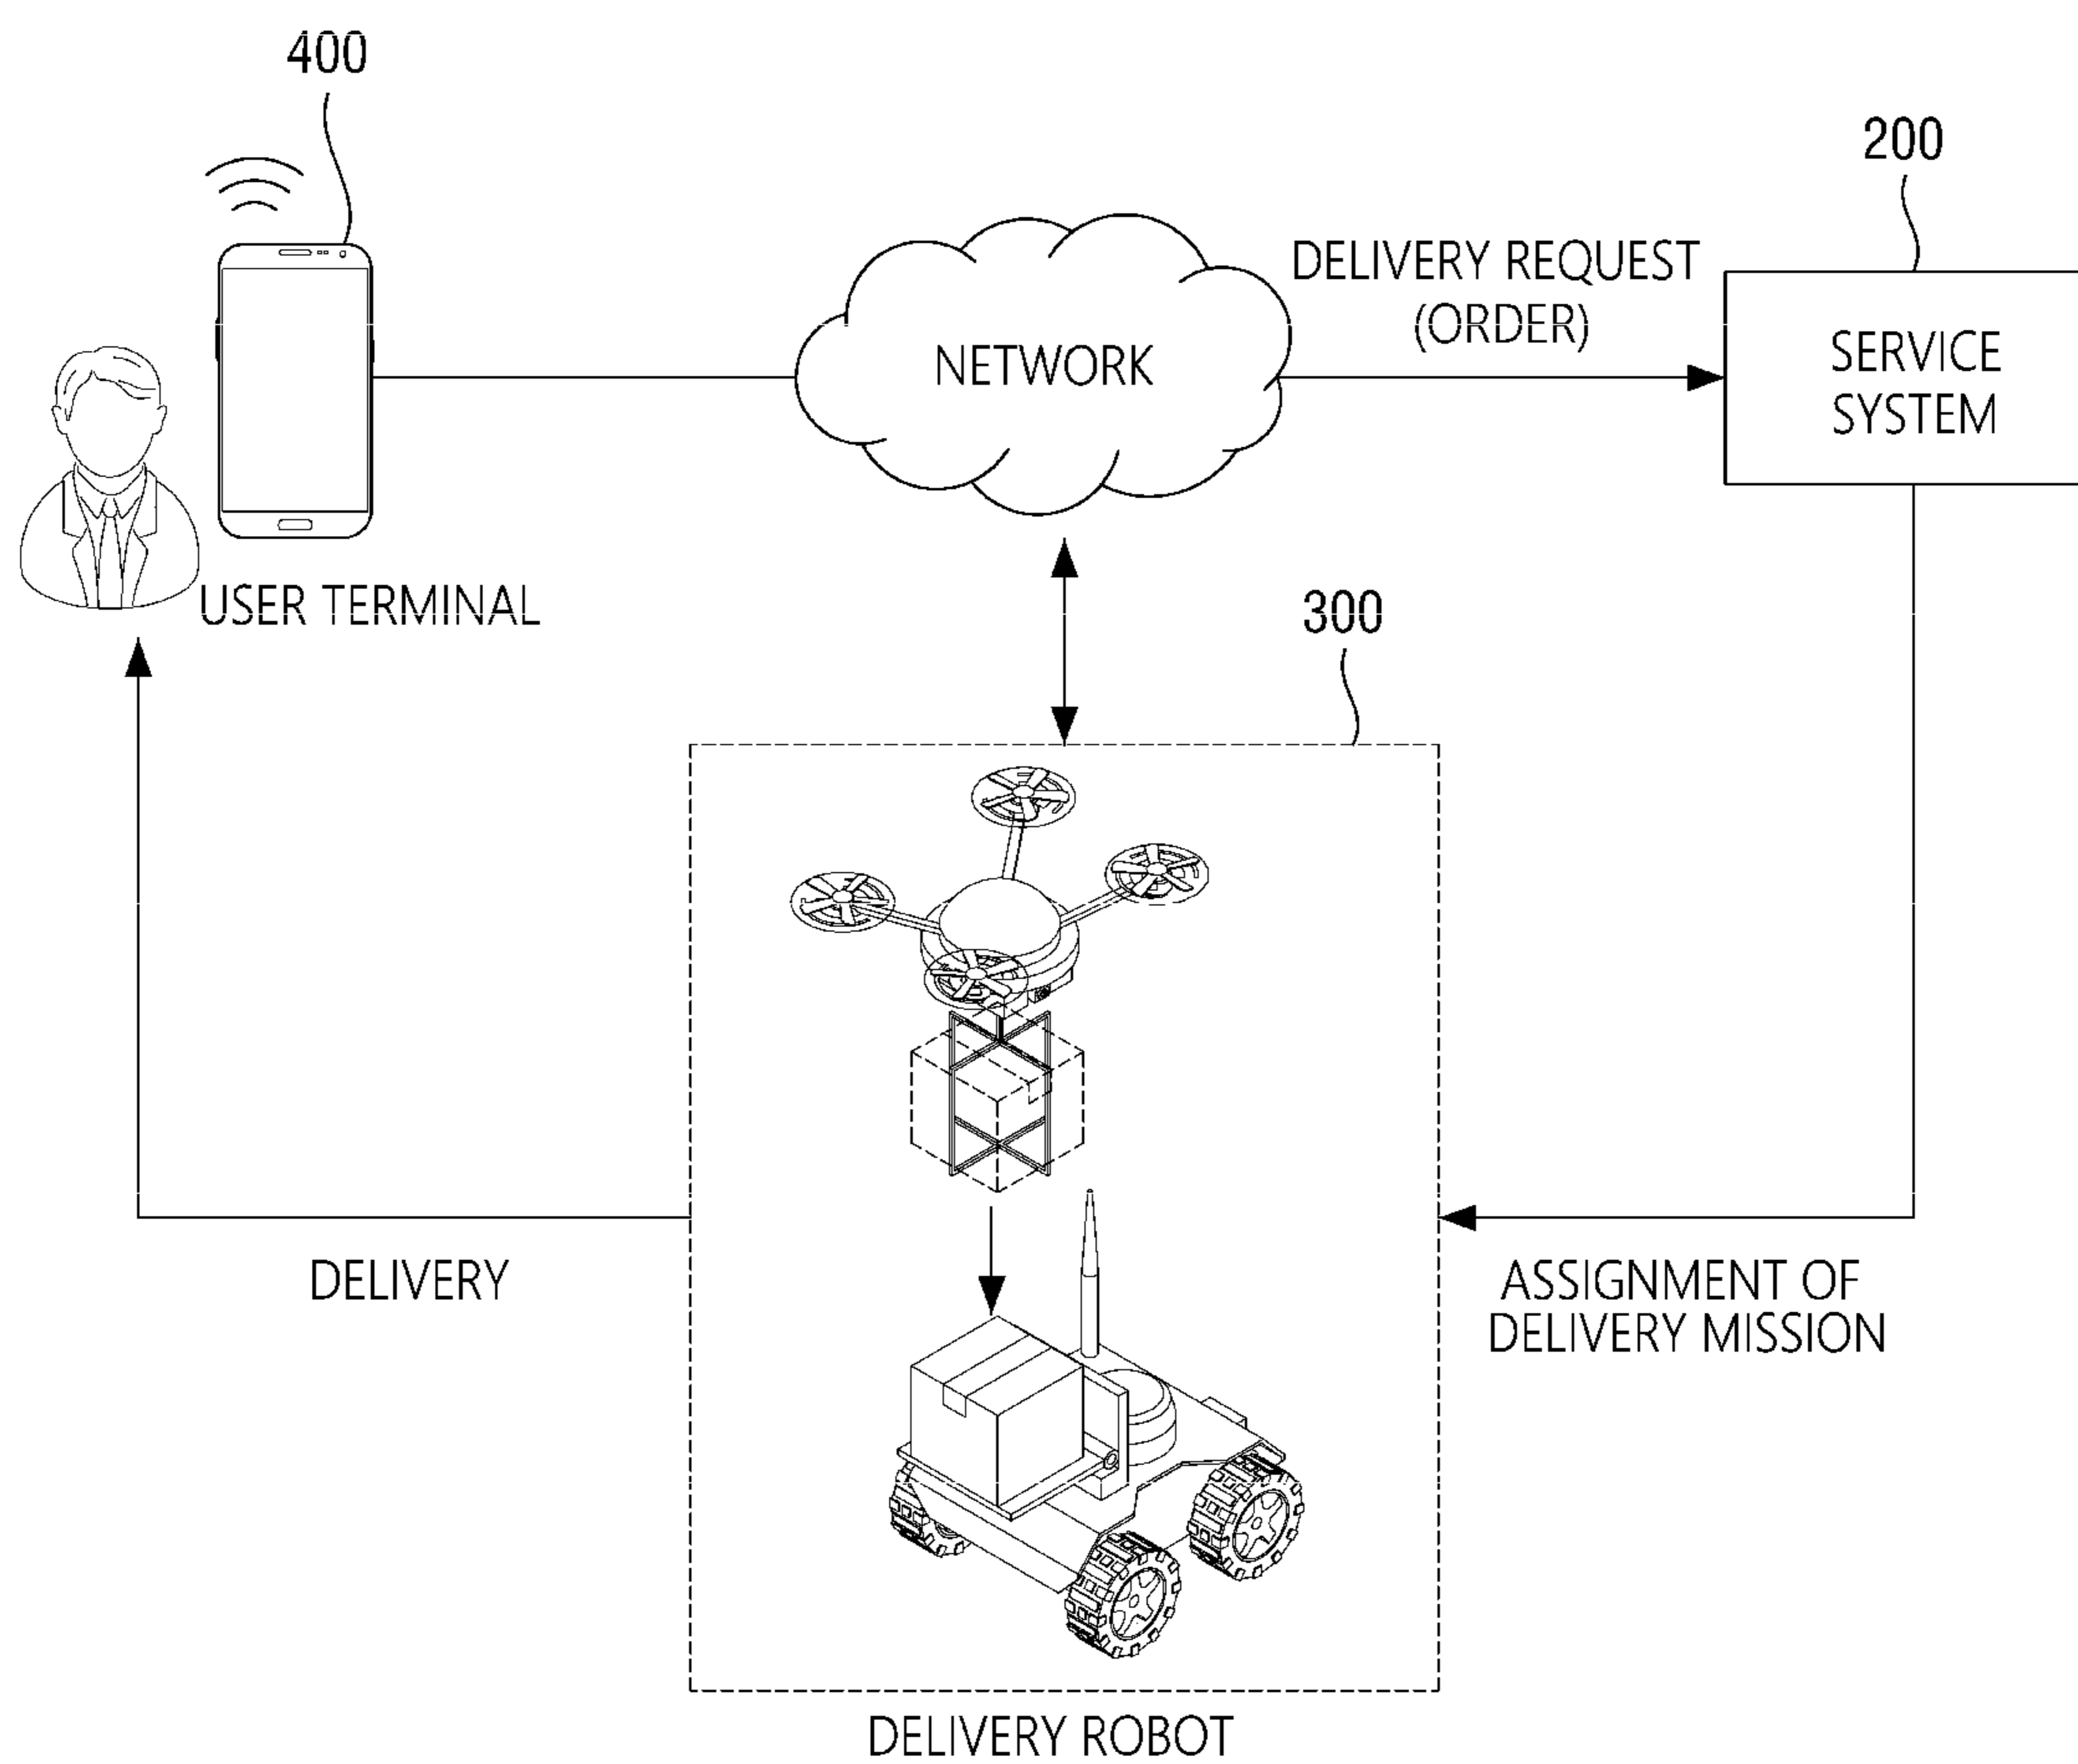 400
200
DELIVERY REQUEST
(ORDER)
NETWORK
SERVICE
SYSTEM
USER TERMINAL
300
DELIVERY
ASSIGNMENT OF
DELIVERY MISSION
DELIVERY ROBOT